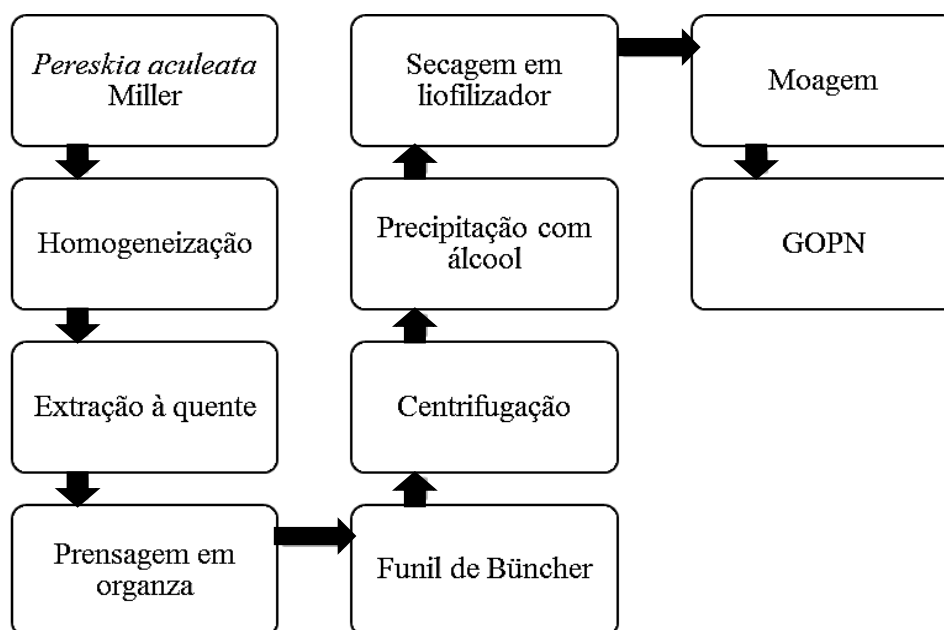 Pereskia aculeata
Miller
Homogeneização
Extração à quente
Prensagem em
organza
Funil de Büncher
Centrifugação
Precipitação com
álcool
Secagem em
liofilizador
Moagem
GOPN